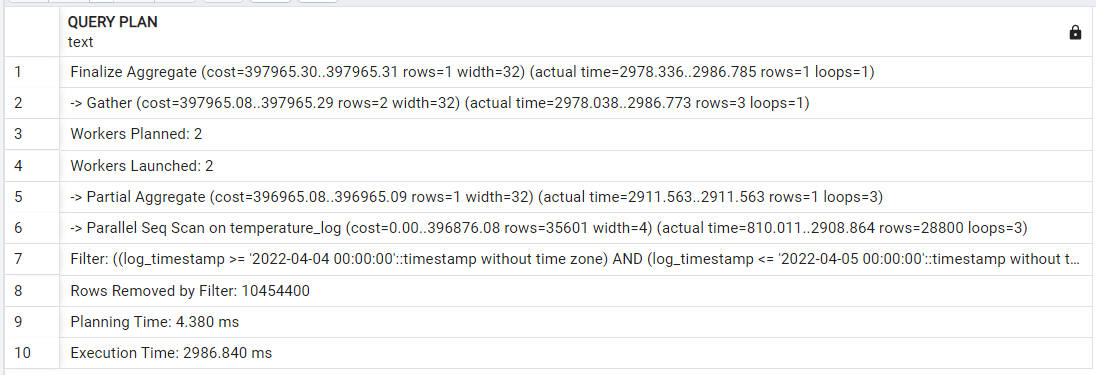 QUERY PLAN
text
1 Finalize Aggregate (cost=397965.30..397965.31 rows=1 width=32) (actual time=2978.336..2986.785 rows=1 loops=1)
2 -> Gather (cost=397965.08..397965.29 rows=2 width=32) (actual time=2978.038..2986.773 rows=3 loops=1)
3 Workers Planned: 2
4 Workers Launched: 2
5 -> Partial Aggregate (cost=396965.08..396965.09 rows=1 width=32) (actual time=2911.563..2911.563 rows=1 loops=3)
6 -> Parallel Seq Scan on temperature_log (cost=0.00..396876.08 rows=35601 width=4) (actual time=810.011..2908.864 rows=28800 loops=3)
7 Filter: ((log_timestamp >= '2022-04-04 00:00:00'::timestamp without time zone) AND (log_timestamp <= '2022-04-05 00:00:00'::timestamp without t...
8 Rows Removed by Filter: 10454400
9 Planning Time: 4.380 ms
10 Execution Time: 2986.840 ms